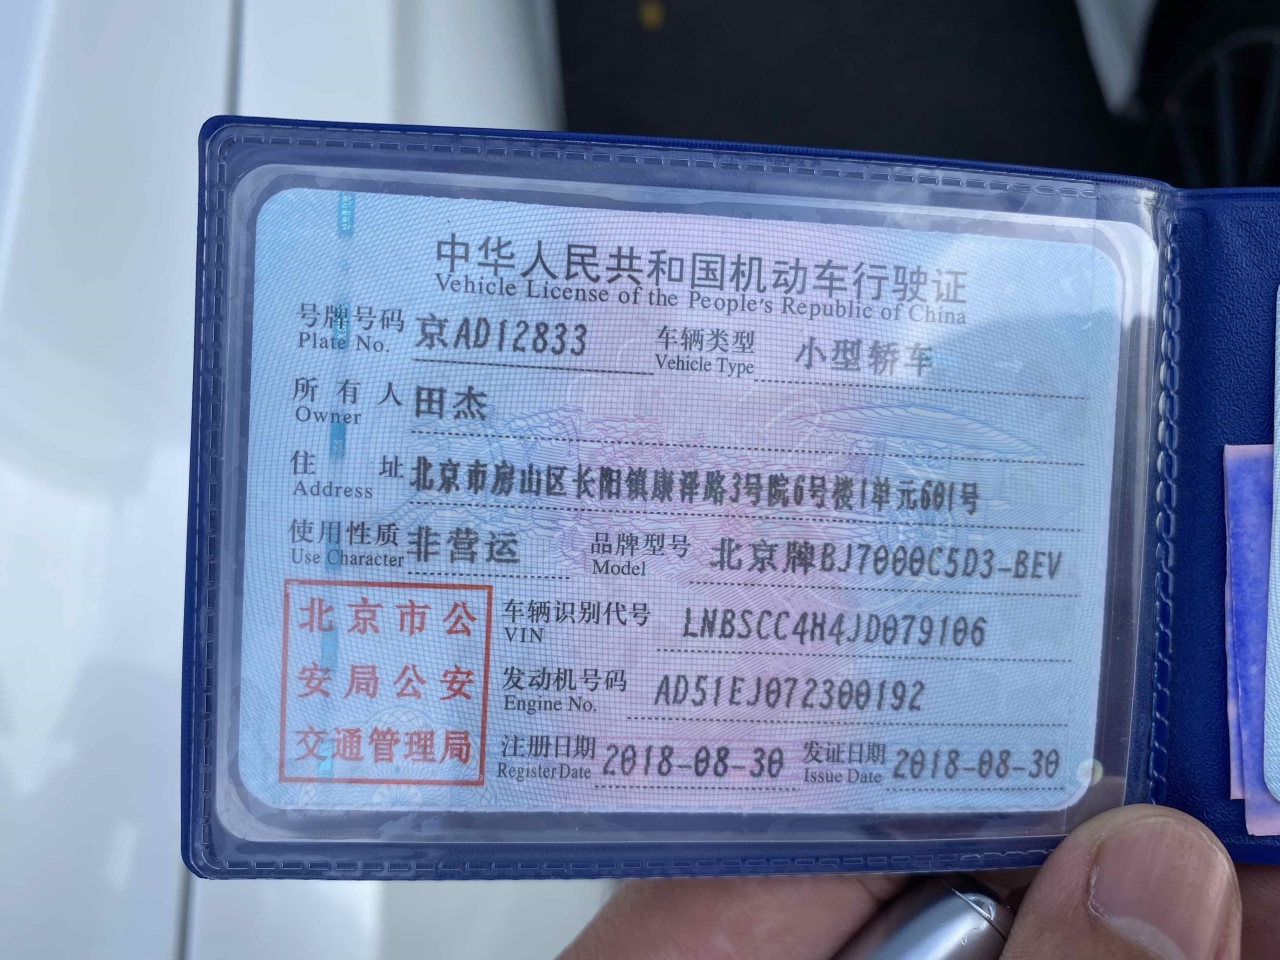 中华人民共和国机动车行驶证
Vehicle License of the People's Republic of China
号牌号码 京AD12833 车辆类型 小型轿车
Plate No. Vehicle Type
所有人 田杰
Owner
住址 北京市房山区长阳镇康泽路3号院6号楼1单元601号
Address
使用性质 非营运 品牌型号 北京牌BJ7000C5D3-BEV
Use Character Model
北京市公安局公安交通管理局
车辆识别代号 LNBSCC4H4JD079106
VIN
发动机号码 AD51EJ072300192
Engine No.
注册日期 2018-08-30 发证日期 2018-08-30
Register Date Issue Date